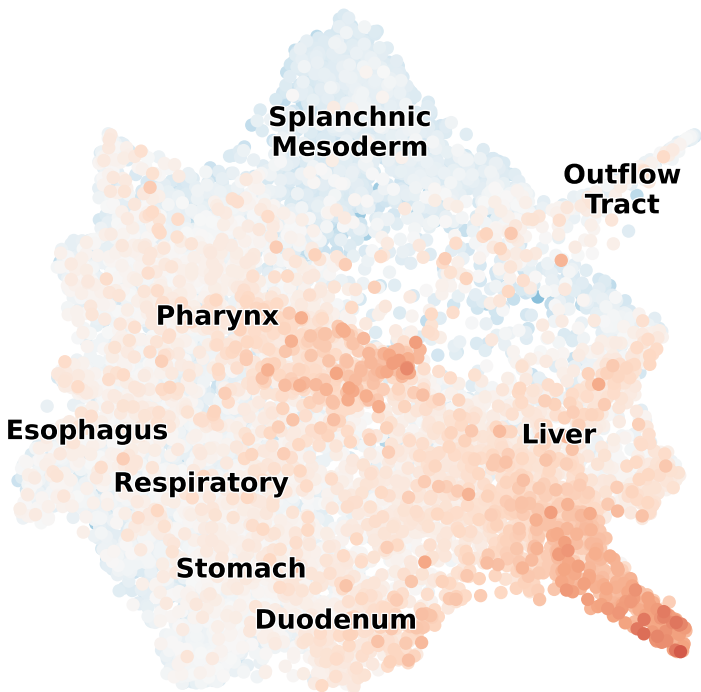 Splanchnic
Mesoderm
Outflow
Tract
Pharynx
Esophagus
Liver
Respiratory
Stomach
Duodenum